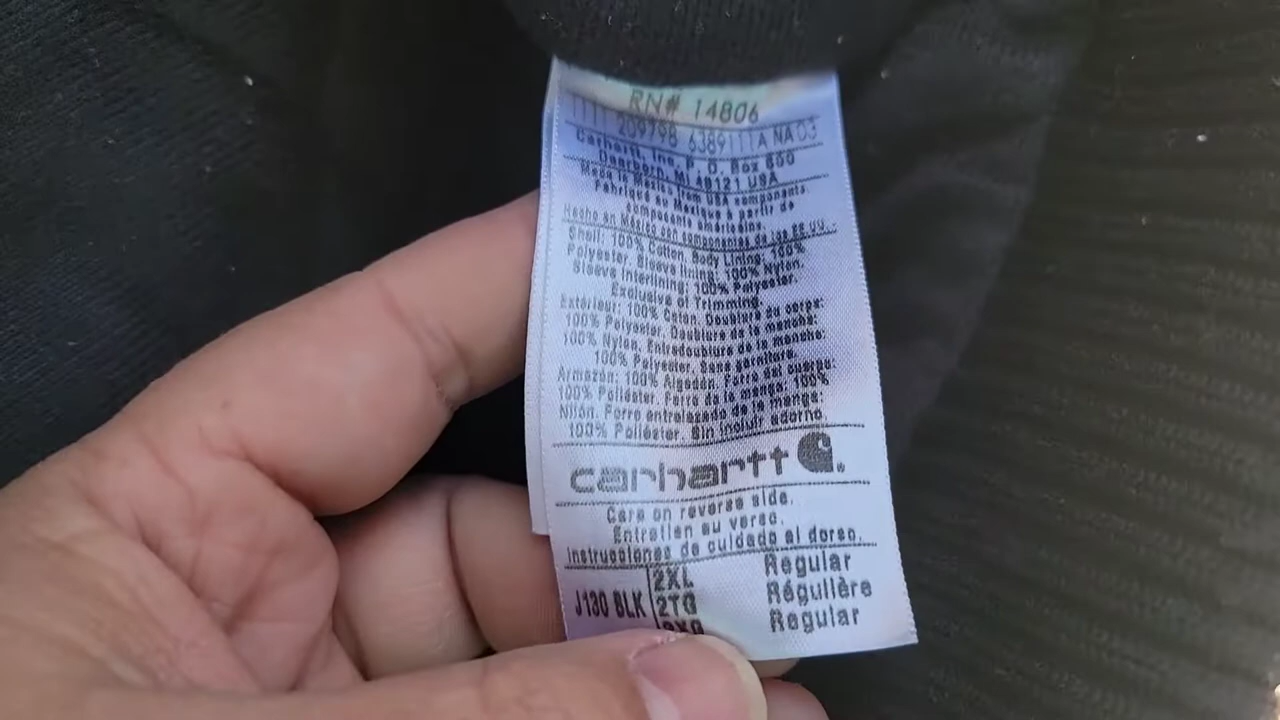 RN# 14806
1111 209798 6389111A NA 03
Carhartt, Inc. P. O. Box 600
Dearborn, MI 48121 USA
Made in Mexico from USA components.
Fabriqué au Mexique à partir de
composants américains.
Hecho en México con componentes de los EE.UU.
Shell: 100% Cotton. Body Lining: 100%
Polyester. Sleeve lining: 100% Nylon.
Sleeve Interlining: 100% Polyester.
Exclusive of Trimming.
Extérieur: 100% Coton. Doublure du corps:
100% Polyester. Doublure de la manche:
100% Nylon. Entredoublure de la manche:
100% Polyester. Sans garniture.
Armazón: 100% Algodón. Forro del cuerpo:
100% Poliéster. Forro de la manga: 100%
Nilón. Forro entrelazado de la manga:
100% Poliéster. Sin incluir adorno.
carhartt
Care on reverse side.
Entretien au verso.
Instrucciones de cuidado al dorso.
J130 BLK
2XL Regular
2TG Régulière
2XG Regular